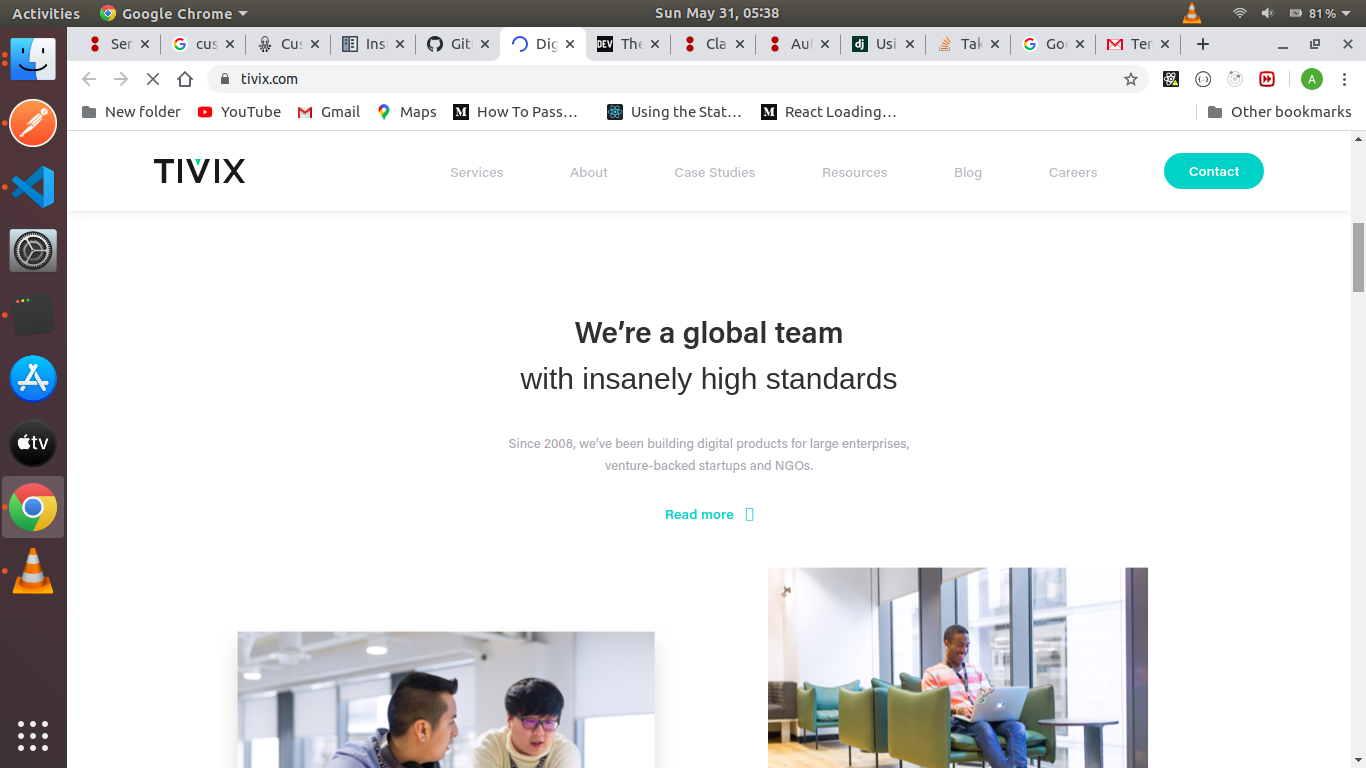 Activities
Google Chrome
Sun May 31, 05:38
81%
Ser
cus
Cus
Ins
Git
Dig
DEV
The
Cla
Aut
dj
Usi
Tak
Goo
Ter
tivix.com
A
New folder
YouTube
Gmail
Maps
How To Pass…
Using the Stat…
React Loading…
Other bookmarks
TIVIX
Services
About
Case Studies
Resources
Blog
Careers
Contact
We’re a global team
with insanely high standards
Since 2008, we’ve been building digital products for large enterprises,
venture-backed startups and NGOs.
Read more
tv